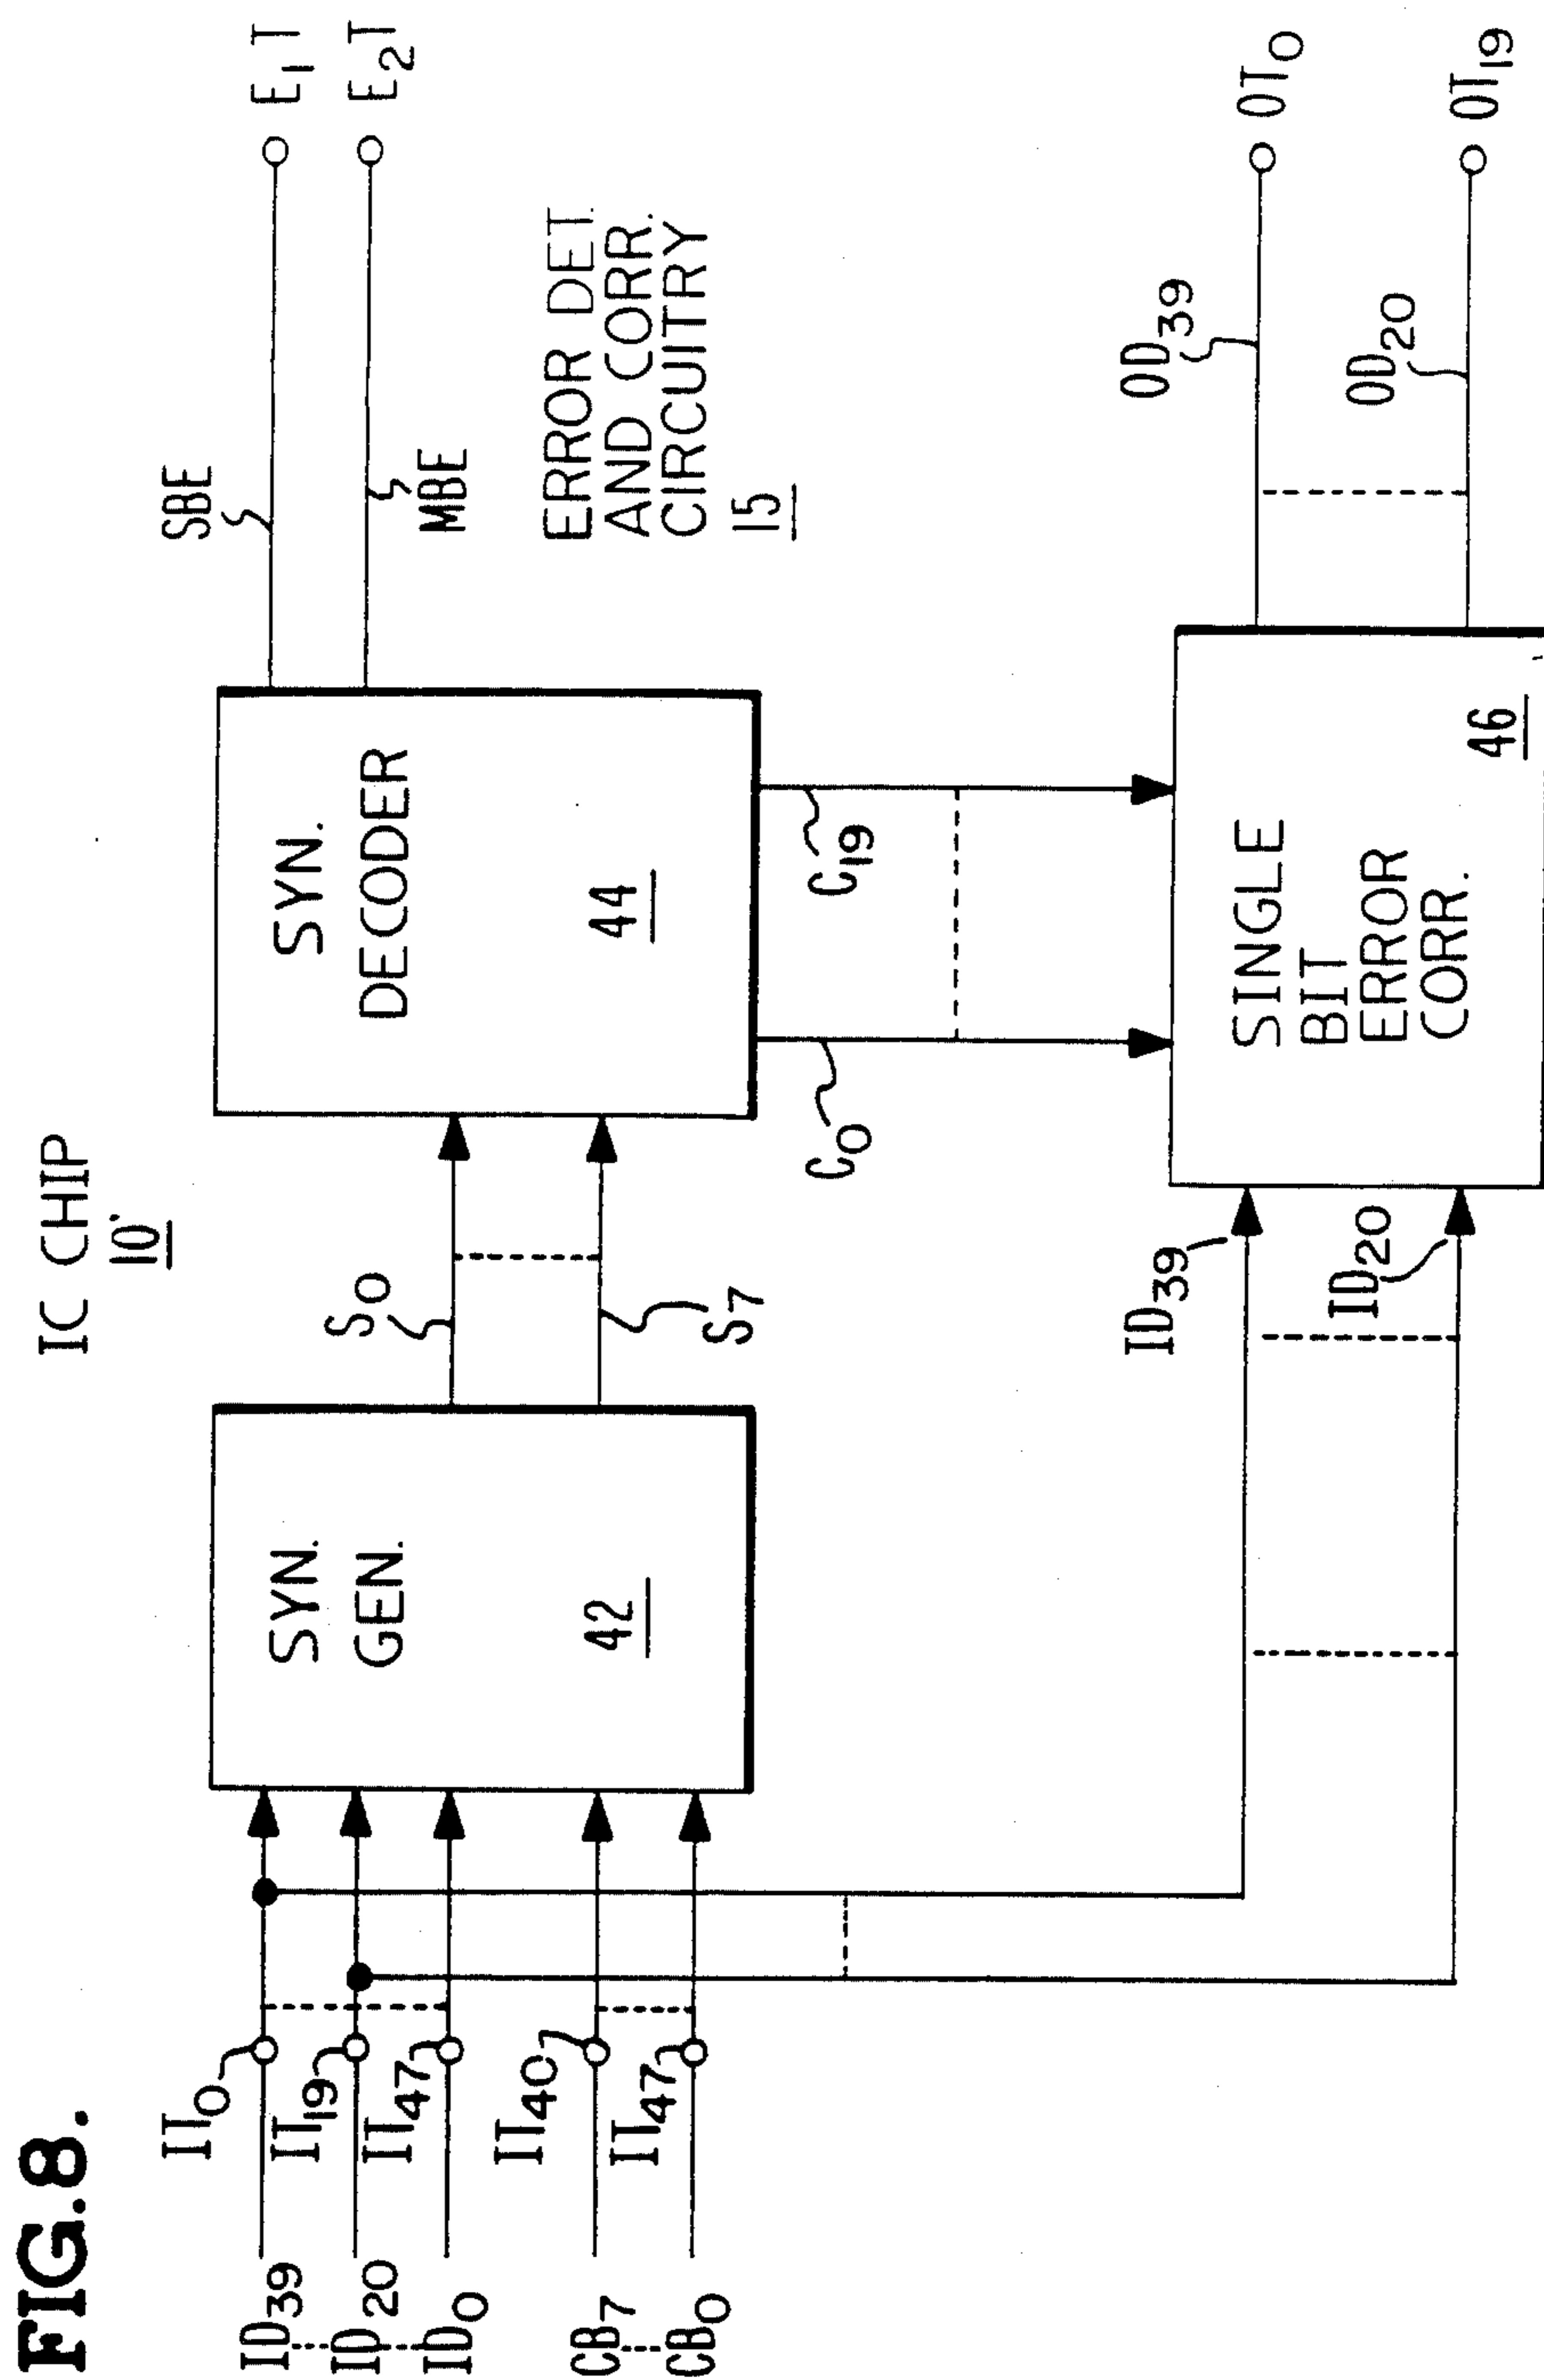 FIG.8.
IC CHIP
10'
ID39
ID20
ID0
CB7
CB0
IT0
IT19
IT47
IT40
IT47
SYN.
GEN.
42
S0
S7
SYN.
DECODER
44
SBE
MBE
E1T
E2T
ERROR DET.
AND CORR.
CIRCUITRY
15
C0
C19
ID39
ID20
SINGLE
BIT
ERROR
CORR.
46
OD39
OD20
OT0
OT19